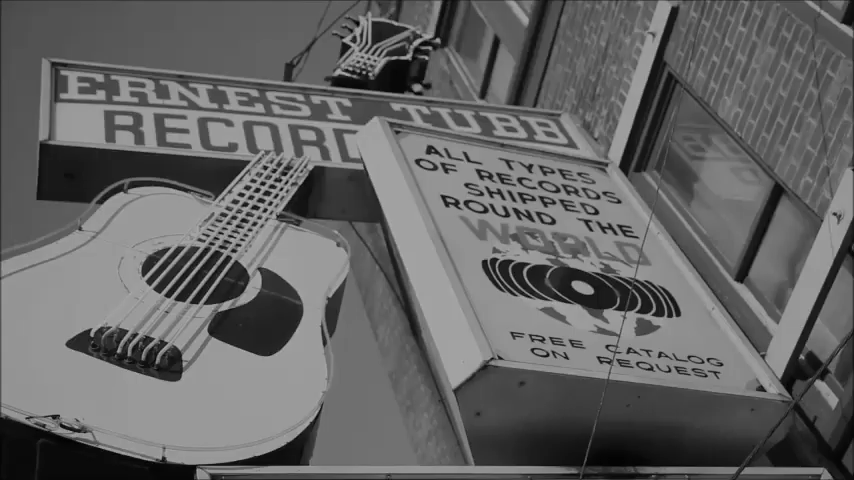 ERNEST TUBB
RECORD
ALL TYPES
OF RECORDS
SHIPPED
ROUND THE
WORLD
FREE CATALOG
ON REQUEST